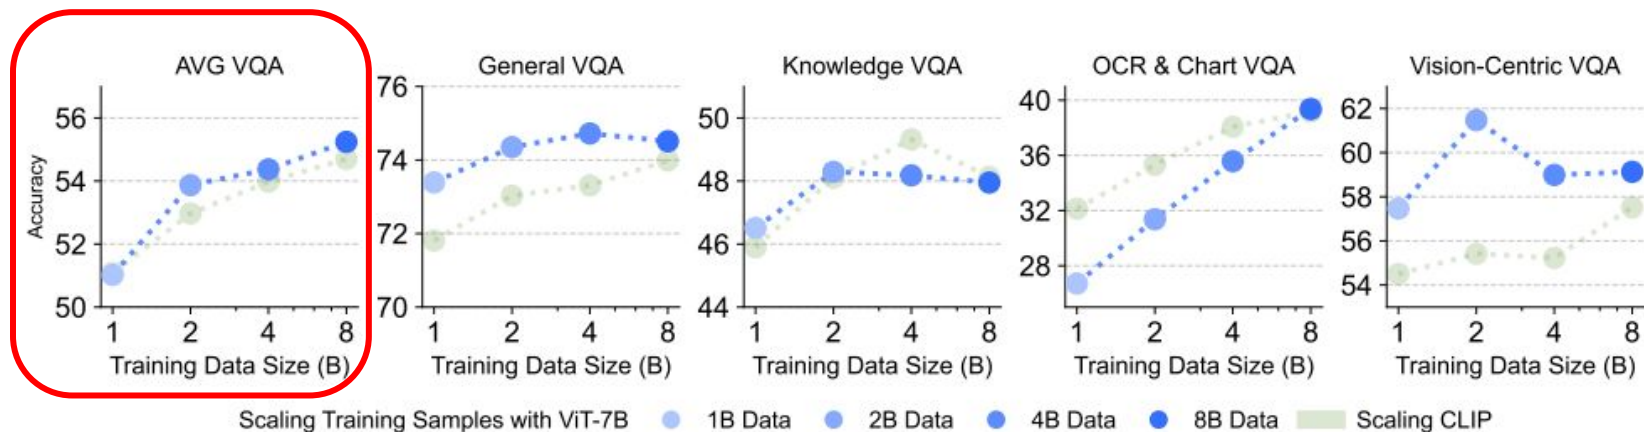 AVG VQA
Accuracy
56
54
52
50
1 2 4 8
Training Data Size (B)
General VQA
76
74
72
70
1 2 4 8
Training Data Size (B)
Knowledge VQA
50
48
46
44
1 2 4 8
Training Data Size (B)
OCR & Chart VQA
40
36
32
28
1 2 4 8
Training Data Size (B)
Vision-Centric VQA
62
60
58
56
54
1 2 4 8
Training Data Size (B)
Scaling Training Samples with ViT-7B 1B Data 2B Data 4B Data 8B Data Scaling CLIP